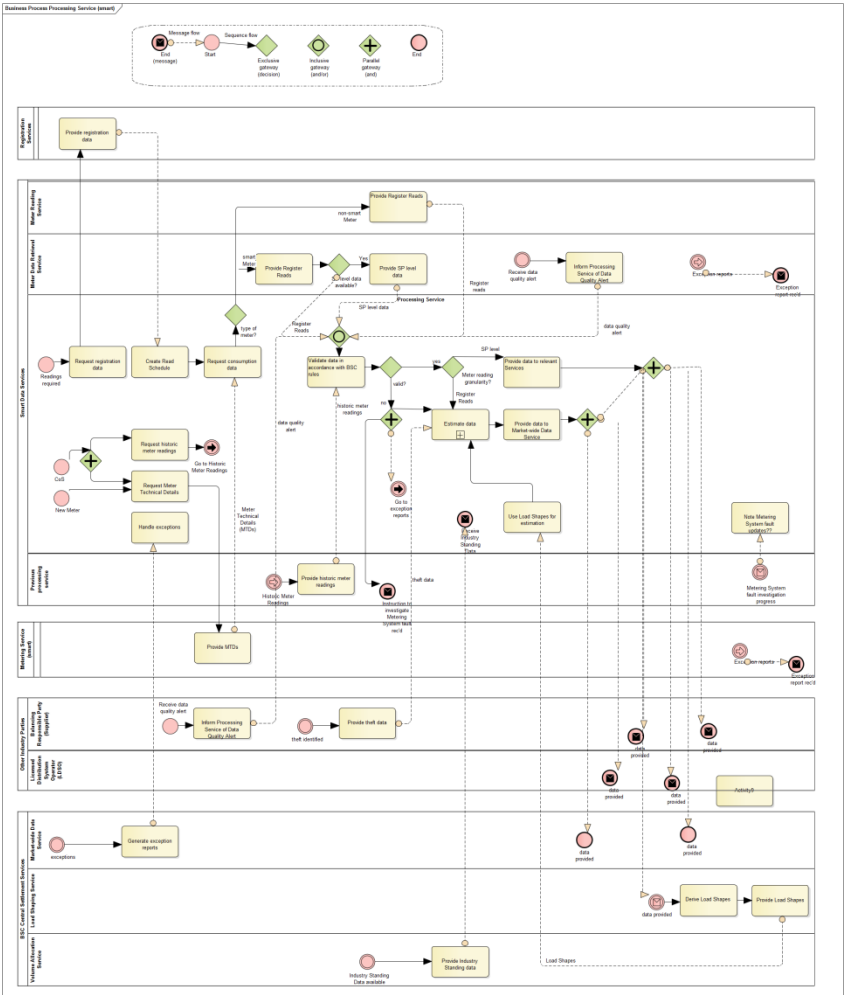 Business Process Processing Service (smart)
Message flow
Sequence flow
End
(message)
Start
Exclusive
gateway
(decision)
Inclusive
gateway
(and/or)
Parallel
gateway
(and)
End
Registration
Services
Provide registration
data
Smart Data Services
Meter Reading
Service
Provide Register Reads
non-smart
Meter
Meter Data Retrieval
Service
smart
Meter
Provide Register
Reads
SP level data
available?
Yes
Provide SP level
data
Receive data
quality alert
Inform Processing
Service of Data
Quality Alert
Exception reports
Exception
report rec'd
Processing Service
SP level data
Register
reads
Register
Reads
data quality
alert
type of
meter?
Readings
required
Request registration
data
Create Read
Schedule
Request consumption
data
Validate data in
accordance with BSC
rules
valid?
yes
Meter reading
granularity?
SP level
Provide data to relevant
Services
no
Register
Reads
historic meter
readings
data quality
alert
Estimate data
Provide data to
Market-wide Data
Service
CoS
New Meter
Request historic
meter readings
Go to Historic
Meter Readings
Request Meter
Technical Details
Handle exceptions
Meter
Technical
Details
(MTDs)
Go to
exception
reports
Receive
Industry
Standing
Data
Use Load Shapes for
estimation
Note Metering
System fault
updates??
Previous
processing
service
Historic Meter
Readings
Provide historic meter
readings
theft data
Instruction to
investigate
Metering
System fault
rec'd
Metering System
fault investigation
progress
Metering Service
(smart)
Provide MTDs
Exception reports
Exception
report rec'd
Other Industry Parties
Balancing
Responsible Party
(Supplier)
Receive data
quality alert
Inform Processing
Service of Data
Quality Alert
theft identified
Provide theft data
data
provided
data
provided
Licensed
Distribution
System
Operator
(LDSO)
data
provided
data
provided
Activity9
BSC Central Settlement Services
Market-wide Data
Service
exceptions
Generate exception
reports
data
provided
data
provided
Load Shaping Service
data provided
Derive Load Shapes
Provide Load Shapes
Volume Allocation
Service
Industry Standing
Data available
Provide Industry
Standing data
Load Shapes